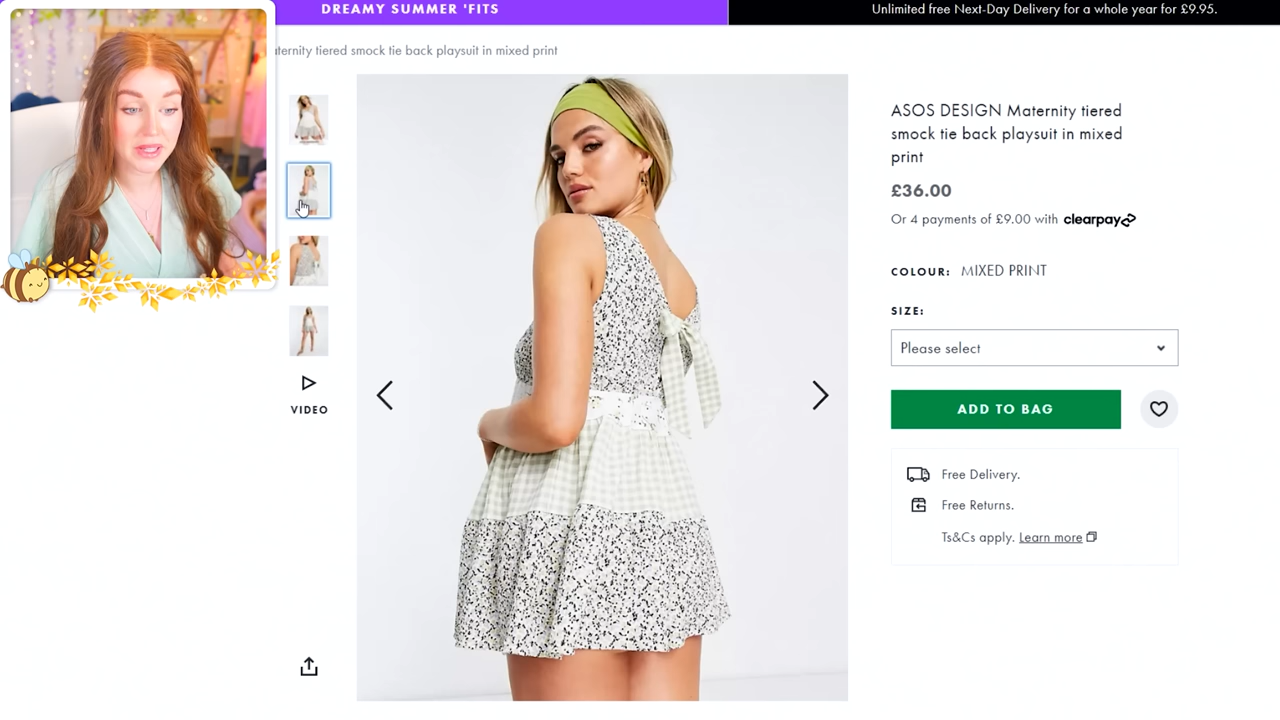 DREAMY SUMMER 'FITS
Unlimited free Next-Day Delivery for a whole year for £9.95.
tiered smock tie back playsuit in mixed print
ASOS DESIGN Maternity tiered
smock tie back playsuit in mixed
print
£36.00
Or 4 payments of £9.00 with clearpay
COLOUR: MIXED PRINT
SIZE:
Please select
VIDEO
ADD TO BAG
Free Delivery.
Free Returns.
Ts&Cs apply. Learn more